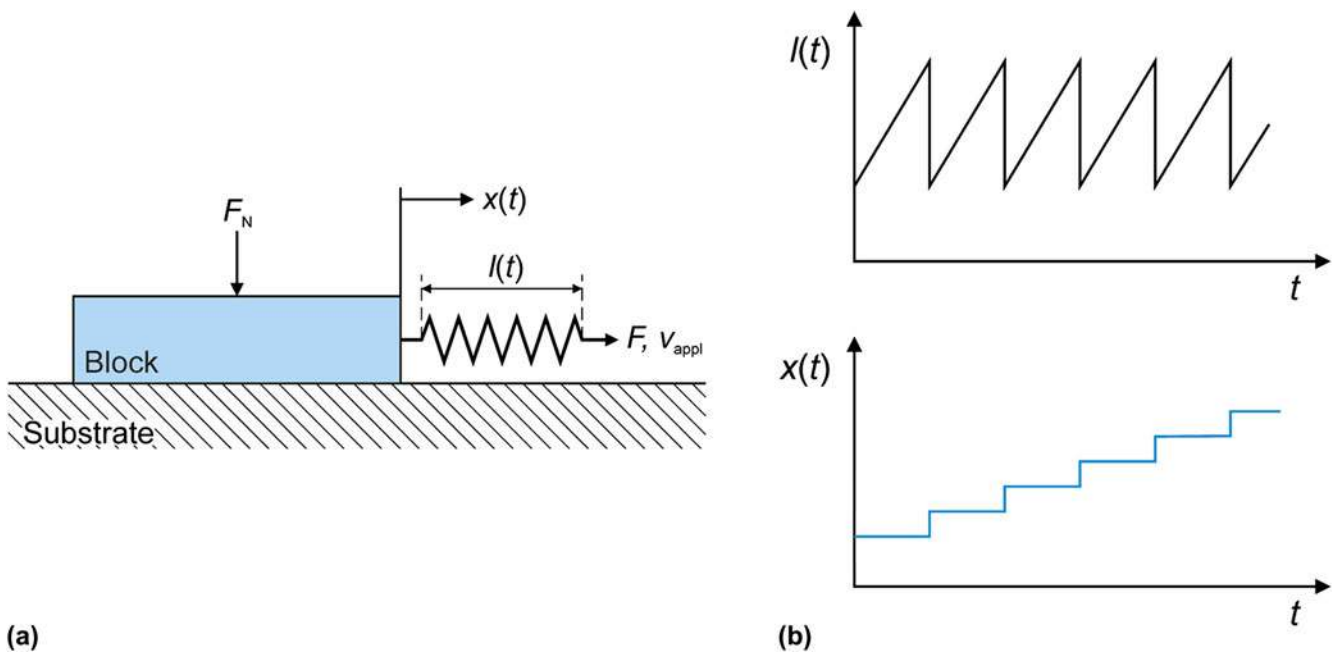 F_N
x(t)
l(t)
F, v_appl
Block
Substrate
(a)
l(t)
t
x(t)
t
(b)